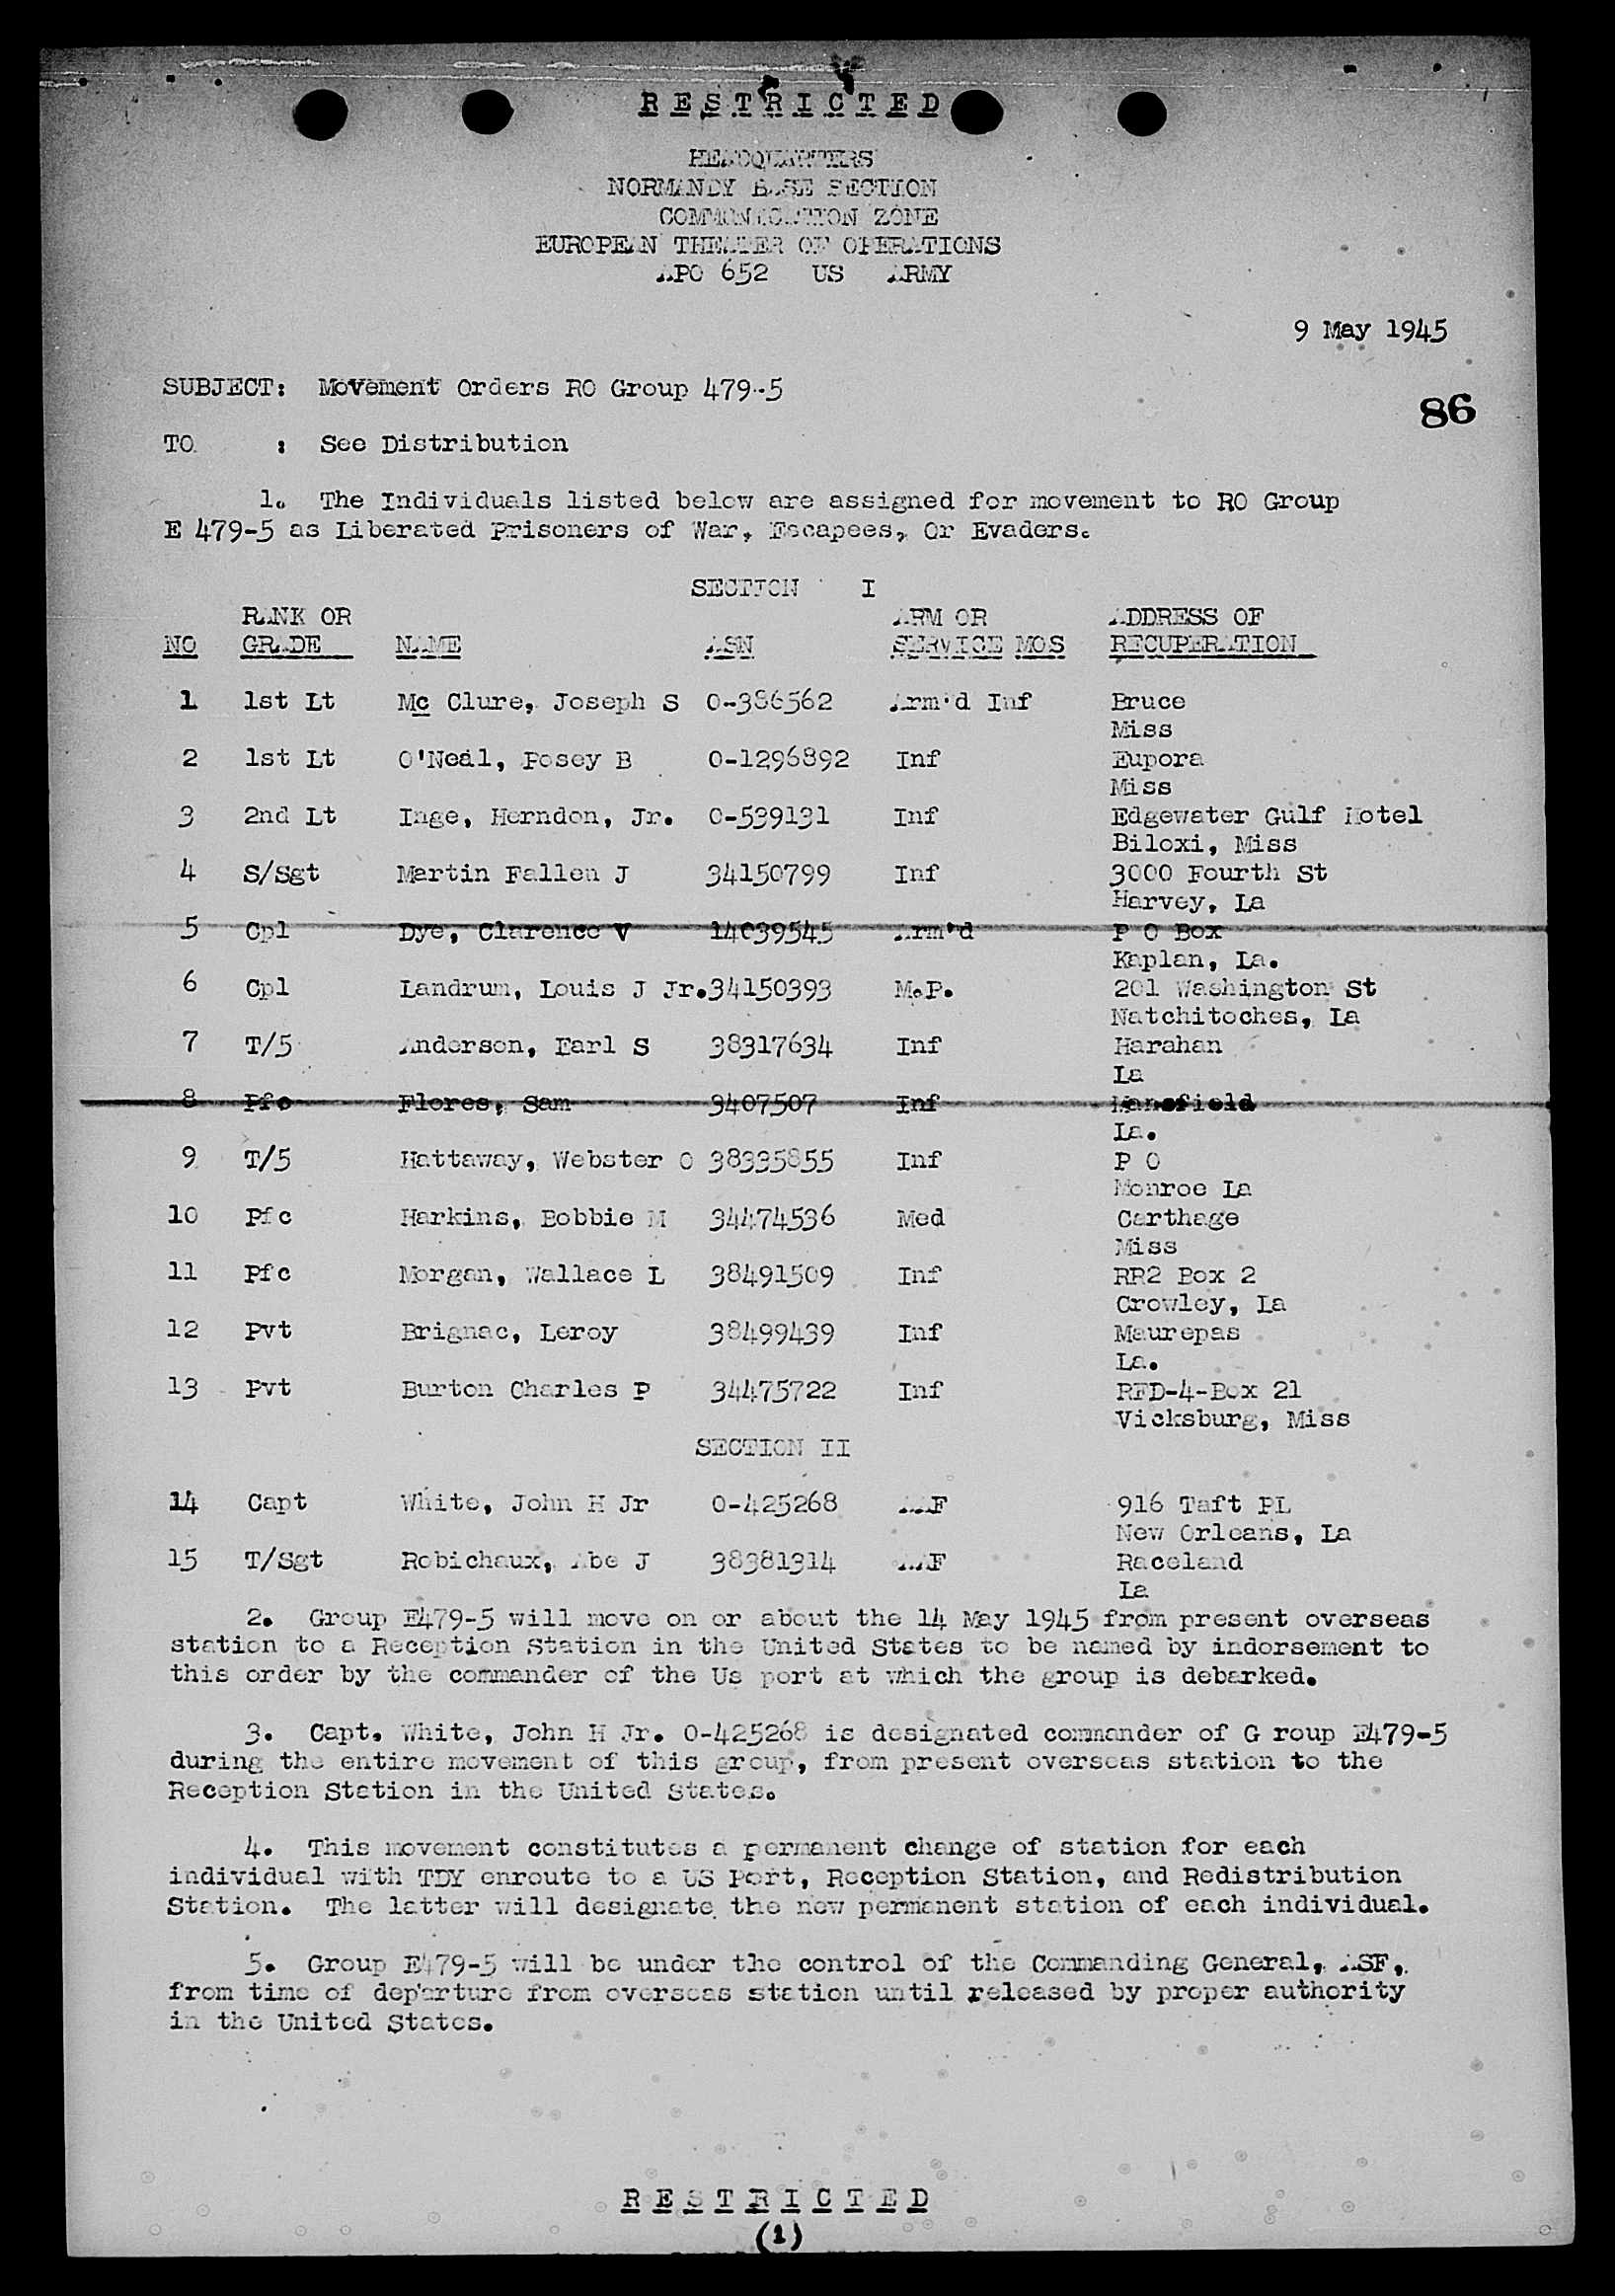 RESTRICTED
HEADQUARTERS
NORMANDY BASE SECTION
COMMUNICATION ZONE
EUROPEAN THEATER OF OPERATIONS
APO 652 US ARMY
9 May 1945
SUBJECT: Movement Orders RO Group 479-5
86
TO : See Distribution
1. The Individuals listed below are assigned for movement to RO Group
E 479-5 as Liberated Prisoners of War, Escapees, Or Evaders.
SECTION I
RANK OR ARM OR ADDRESS OF
NO GRADE NAME ASN SERVICE MOS RECUPERATION
1 1st Lt Mc Clure, Joseph S O-386562 Arm'd Inf Bruce
Miss
2 1st Lt O'Neal, Posey B O-1296892 Inf Eupora
Miss
3 2nd Lt Inge, Herndon, Jr. O-539131 Inf Edgewater Gulf Hotel
Biloxi, Miss
4 S/Sgt Martin Fallen J 34150799 Inf 3000 Fourth St
Harvey, La
5 Cpl Dye, Clarence V 14039545 Arm'd P O Box
Kaplan, La.
6 Cpl Landrum, Louis J Jr. 34150393 M.P. 201 Washington St
Natchitoches, La
7 T/5 Anderson, Earl S 38317634 Inf Harahan
La
8 Pfc Flores, Sam 3407507 Inf Mansfield
La.
9 T/5 Hattaway, Webster O 38335855 Inf P O
Monroe La
10 Pfc Harkins, Bobbie M 34474536 Med Carthage
Miss
11 Pfc Morgan, Wallace L 38491509 Inf RR2 Box 2
Crowley, La
12 Pvt Brignac, Leroy 38499439 Inf Maurepas
La.
13 Pvt Burton Charles P 34475722 Inf RFD-4-Box 21
Vicksburg, Miss
SECTION II
14 Capt White, John H Jr O-425268 AAF 916 Taft PL
New Orleans, La
15 T/Sgt Robichaux, Abe J 38381314 AAF Raceland
La
2. Group E479-5 will move on or about the 14 May 1945 from present overseas
station to a Reception Station in the United States to be named by indorsement to
this order by the commander of the Us port at which the group is debarked.
3. Capt. White, John H Jr. O-425268 is designated commander of G roup E479-5
during the entire movement of this group, from present overseas station to the
Reception Station in the United States.
4. This movement constitutes a permanent change of station for each
individual with TDY enroute to a US Port, Reception Station, and Redistribution
Station. The latter will designate the new permanent station of each individual.
5. Group E479-5 will be under the control of the Commanding General, ASF,
from time of departure from overseas station until released by proper authority
in the United States.
RESTRICTED
(1)